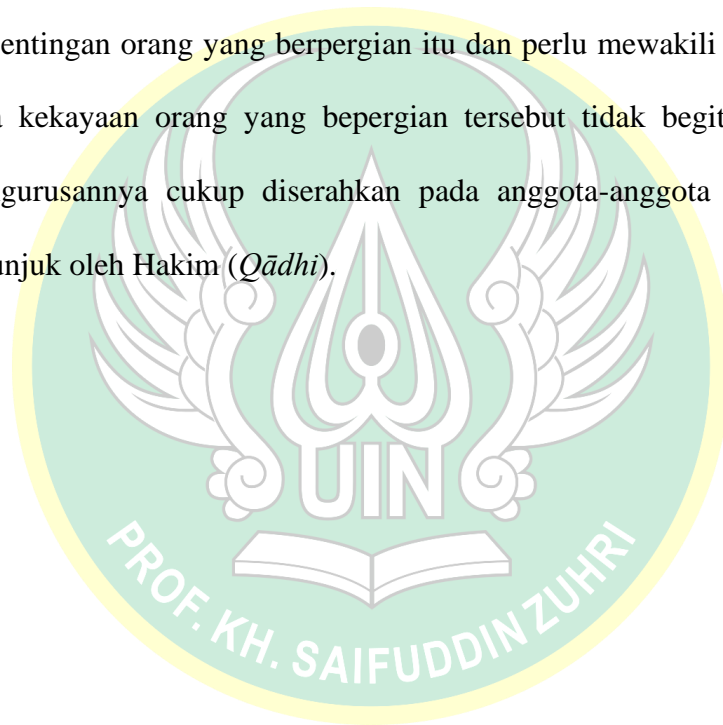 entingan orang yang berpergian itu dan perlu mewakili
kekayaan orang yang bepergian tersebut tidak begit
gurusannya cukup diserahkan pada anggota-anggota
unjuk oleh Hakim (Qādhi).
UIN
PROF. KH. SAIFUDDIN ZUHRI